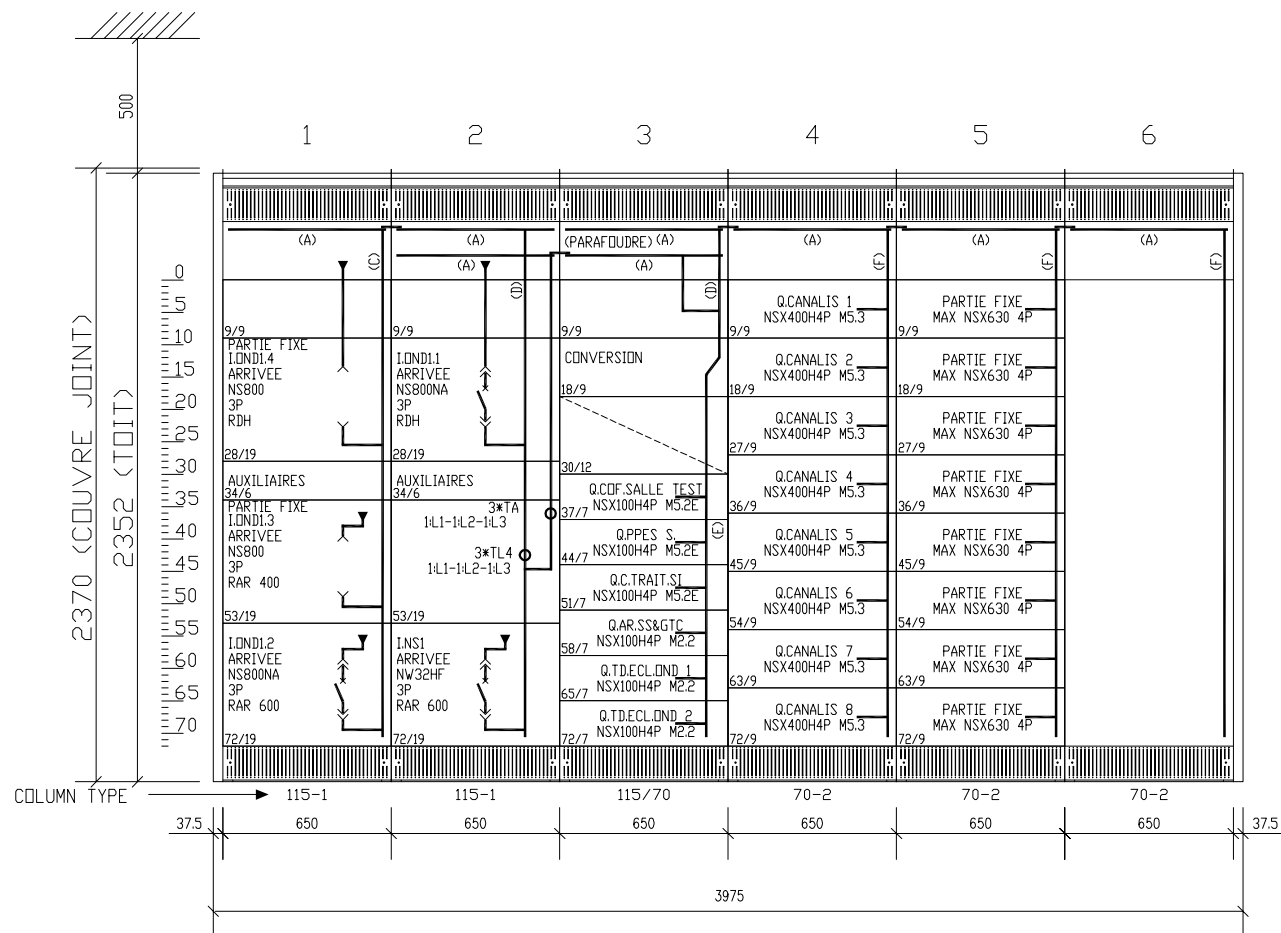 500
1 2 3 4 5 6
2370 (COUVRE JOINT)
2352 (TOIT)
0
5
10
15
20
25
30
35
40
45
50
55
60
65
70
(A)
(C)
9/9
PARTIE FIXE
I.OND1.4
ARRIVEE
NS800
3P
RDH
28/19
AUXILIAIRES
34/6
PARTIE FIXE
I.OND1.3
ARRIVEE
NS800
3P
RAR 400
53/19
I.OND1.2
ARRIVEE
NS800NA
3P
RAR 600
72/19
(A)
(A)
(D)
9/9
I.OND1.1
ARRIVEE
NS800NA
3P
RDH
28/19
AUXILIAIRES
34/6
3*TA
1:L1-1:L2-1:L3
3*TL4
1:L1-1:L2-1:L3
53/19
I.NS1
ARRIVEE
NW32HF
3P
RAR 600
72/19
(PARAFOUDRE) (A)
(A)
(D)
9/9
CONVERSION
18/9
30/12
Q.COF.SALLE TEST
NSX100H4P M5.2E
37/7
(E)
Q.PPES S.
NSX100H4P M5.2E
44/7
Q.C.TRAIT.SI
NSX100H4P M5.2E
51/7
Q.AR.SS&GTC
NSX100H4P M2.2
58/7
Q.TD.ECL.OND 1
NSX100H4P M2.2
65/7
Q.TD.ECL.OND 2
NSX100H4P M2.2
72/7
(A)
(F)
Q.CANALIS 1
NSX400H4P M5.3
9/9
Q.CANALIS 2
NSX400H4P M5.3
18/9
Q.CANALIS 3
NSX400H4P M5.3
27/9
Q.CANALIS 4
NSX400H4P M5.3
36/9
Q.CANALIS 5
NSX400H4P M5.3
45/9
Q.CANALIS 6
NSX400H4P M5.3
54/9
Q.CANALIS 7
NSX400H4P M5.3
63/9
Q.CANALIS 8
NSX400H4P M5.3
72/9
(A)
(F)
PARTIE FIXE
MAX NSX630 4P
9/9
PARTIE FIXE
MAX NSX630 4P
18/9
PARTIE FIXE
MAX NSX630 4P
27/9
PARTIE FIXE
MAX NSX630 4P
36/9
PARTIE FIXE
MAX NSX630 4P
45/9
PARTIE FIXE
MAX NSX630 4P
54/9
PARTIE FIXE
MAX NSX630 4P
63/9
PARTIE FIXE
MAX NSX630 4P
72/9
(A)
(F)
COLUMN TYPE 115-1 115-1 115/70 70-2 70-2 70-2
37.5 650 650 650 650 650 650 37.5
3975